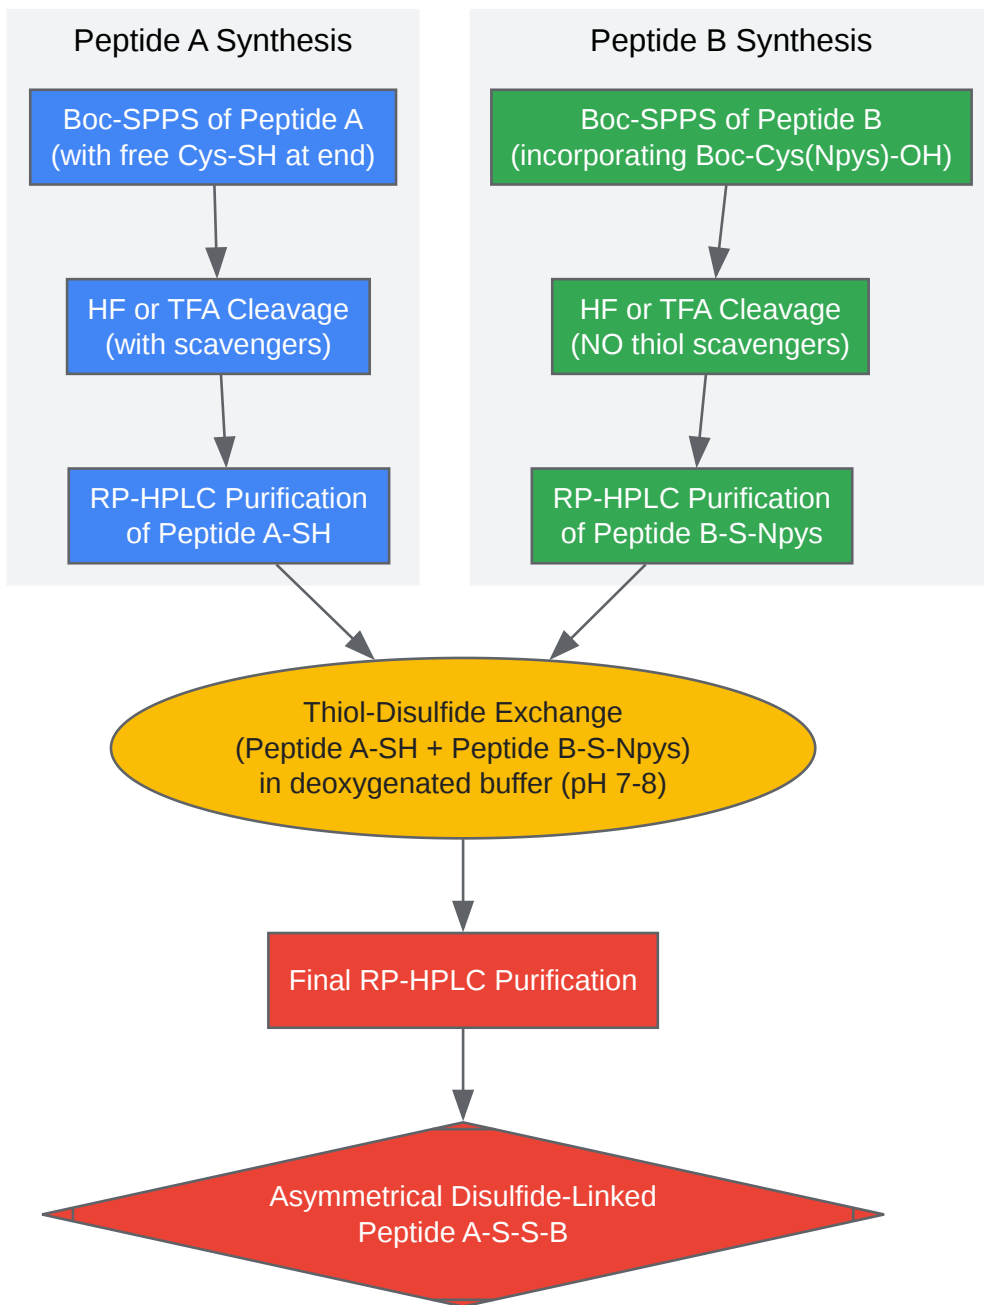 Peptide A Synthesis
Boc-SPPS of Peptide A
(with free Cys-SH at end)
HF or TFA Cleavage
(with scavengers)
RP-HPLC Purification
of Peptide A-SH
Peptide B Synthesis
Boc-SPPS of Peptide B
(incorporating Boc-Cys(Npys)-OH)
HF or TFA Cleavage
(NO thiol scavengers)
RP-HPLC Purification
of Peptide B-S-Npys
Thiol-Disulfide Exchange
(Peptide A-SH + Peptide B-S-Npys)
in deoxygenated buffer (pH 7-8)
Final RP-HPLC Purification
Asymmetrical Disulfide-Linked
Peptide A-S-S-B